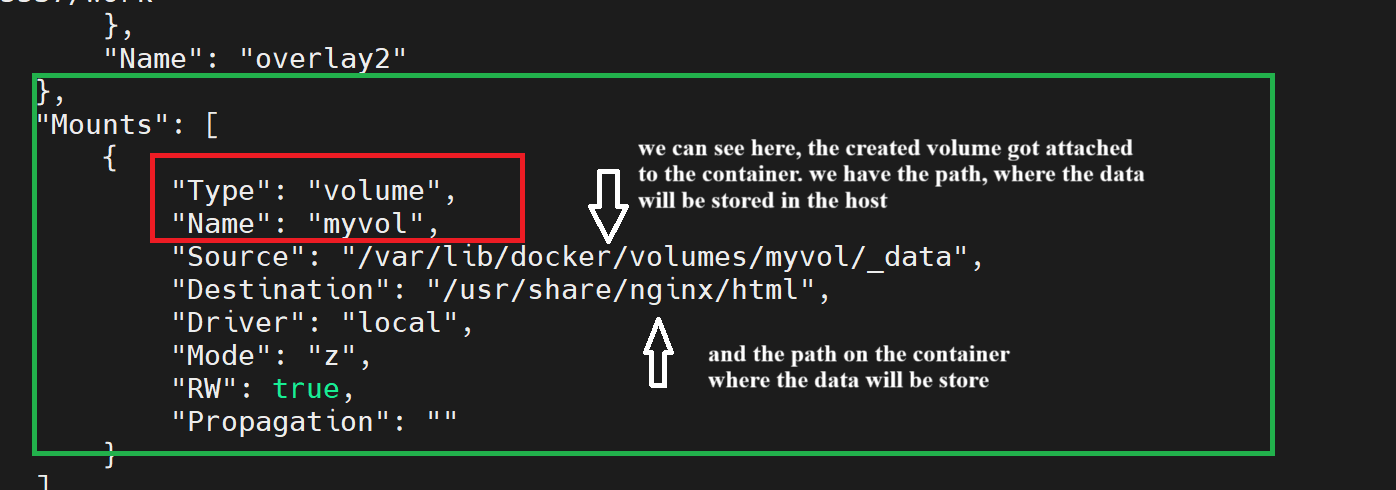 },
"Name": "overlay2"
},
"Mounts": [
{
"Type": "volume",
"Name": "myvol",
"Source": "/var/lib/docker/volumes/myvol/_data",
"Destination": "/usr/share/nginx/html",
"Driver": "local",
"Mode": "z",
"RW": true,
"Propagation": ""
}
]
we can see here, the created volume got attached
to the container. we have the path, where the data
will be stored in the host
and the path on the container
where the data will be store